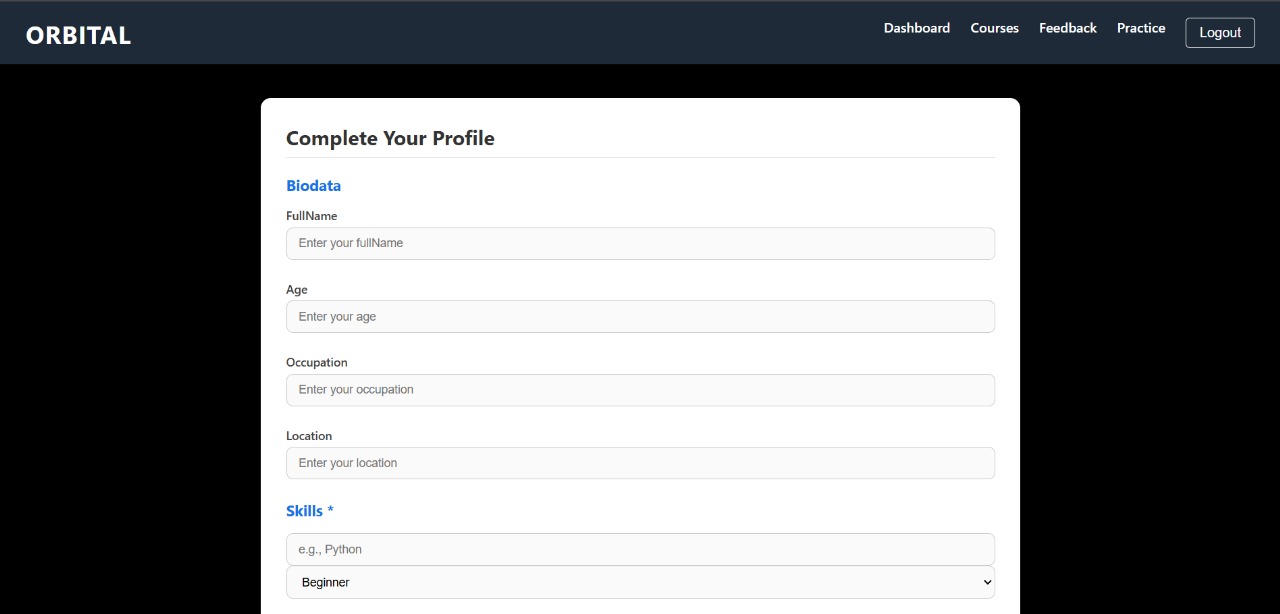 ORBITAL
Dashboard Courses Feedback Practice Logout
Complete Your Profile
Biodata
FullName
Enter your fullName
Age
Enter your age
Occupation
Enter your occupation
Location
Enter your location
Skills *
e.g., Python
Beginner